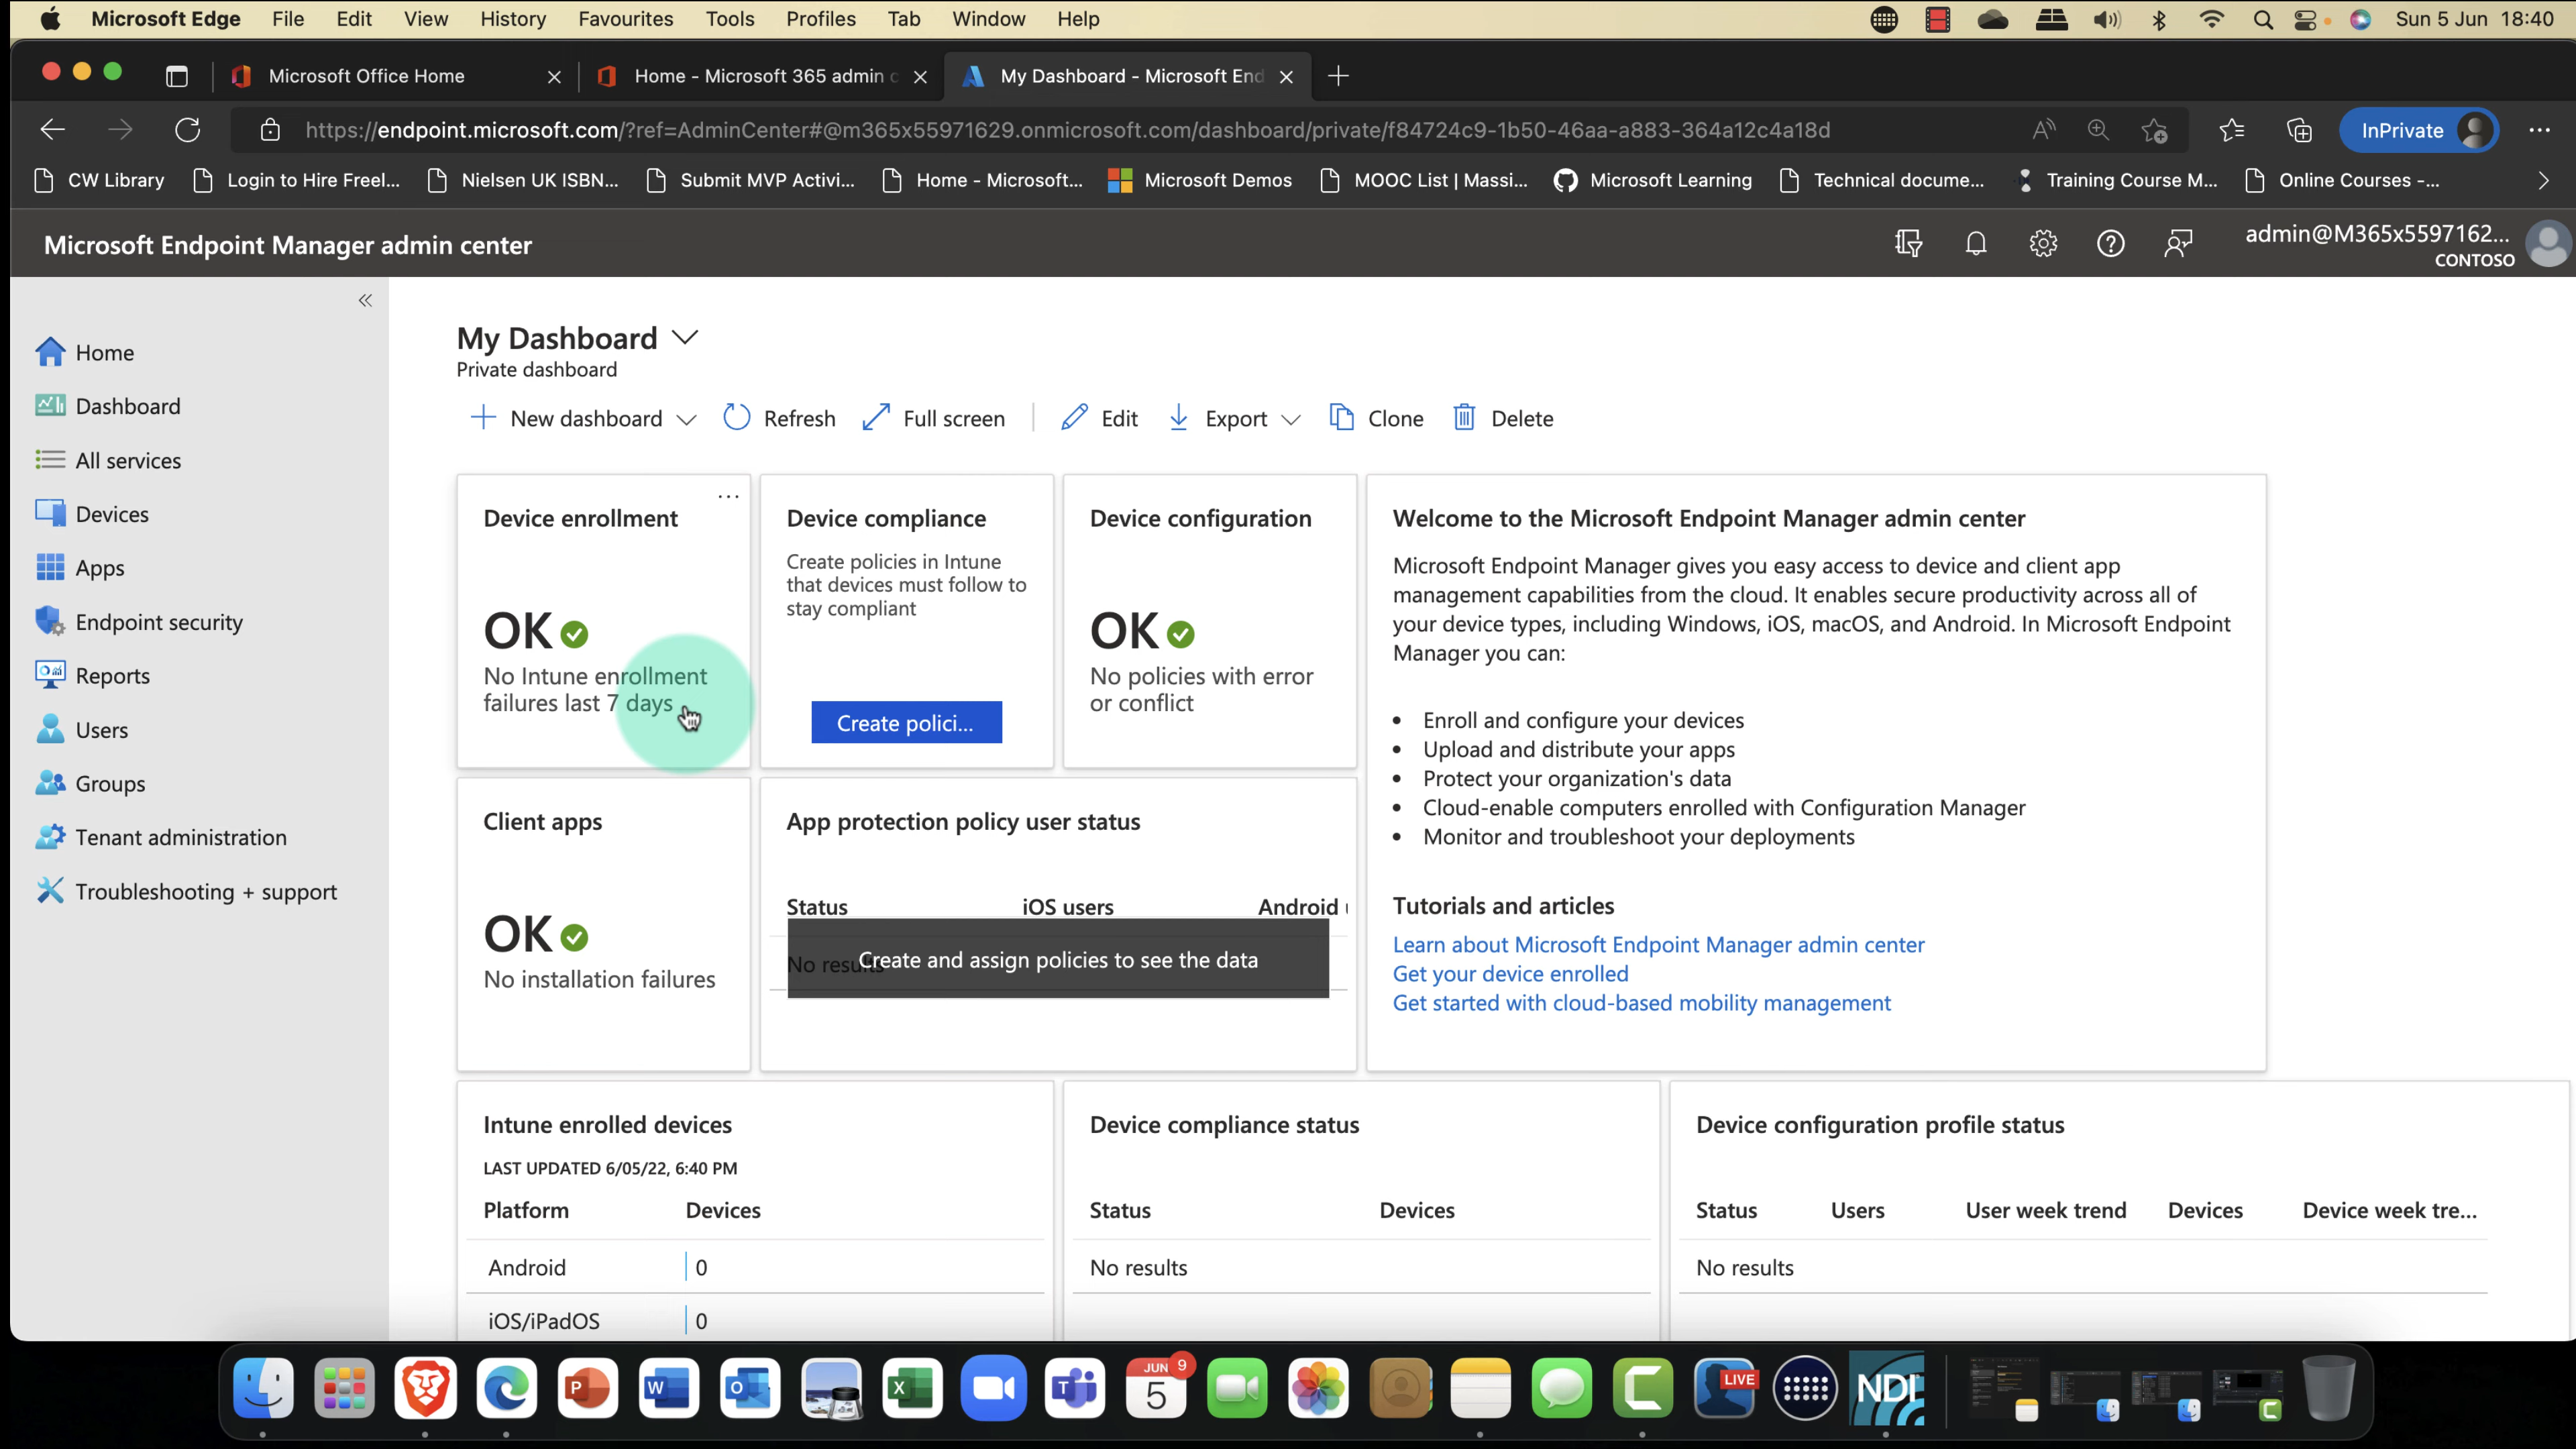 Microsoft Edge File Edit View History Favourites Tools Profiles Tab Window Help Sun 5 Jun 18:40
Microsoft Office Home
Home - Microsoft 365 admin c
My Dashboard - Microsoft End
https://endpoint.microsoft.com/?ref=AdminCenter#@m365x55971629.onmicrosoft.com/dashboard/private/f84724c9-1b50-46aa-a883-364a12c4a18d
InPrivate
CW Library Login to Hire Freel... Nielsen UK ISBN... Submit MVP Activi... Home - Microsoft... Microsoft Demos MOOC List | Massi... Microsoft Learning Technical docume... Training Course M... Online Courses -...
Microsoft Endpoint Manager admin center
admin@M365x5597162...
CONTOSO
Home
Dashboard
All services
Devices
Apps
Endpoint security
Reports
Users
Groups
Tenant administration
Troubleshooting + support
My Dashboard
Private dashboard
New dashboard Refresh Full screen Edit Export Clone Delete
Device enrollment
OK
No Intune enrollment
failures last 7 days
Device compliance
Create policies in Intune
that devices must follow to
stay compliant
Create polici...
Device configuration
OK
No policies with error
or conflict
Welcome to the Microsoft Endpoint Manager admin center
Microsoft Endpoint Manager gives you easy access to device and client app
management capabilities from the cloud. It enables secure productivity across all of
your device types, including Windows, iOS, macOS, and Android. In Microsoft Endpoint
Manager you can:
• Enroll and configure your devices
• Upload and distribute your apps
• Protect your organization's data
• Cloud-enable computers enrolled with Configuration Manager
• Monitor and troubleshoot your deployments
Tutorials and articles
Learn about Microsoft Endpoint Manager admin center
Get your device enrolled
Get started with cloud-based mobility management
Client apps
OK
No installation failures
App protection policy user status
Status iOS users Android
No results
Create and assign policies to see the data
Intune enrolled devices
LAST UPDATED 6/05/22, 6:40 PM
Platform Devices
Android 0
iOS/iPadOS 0
Device compliance status
Status Devices
No results
Device configuration profile status
Status Users User week trend Devices Device week tre...
No results
P W O X T JUN 9 5 LIVE NDI